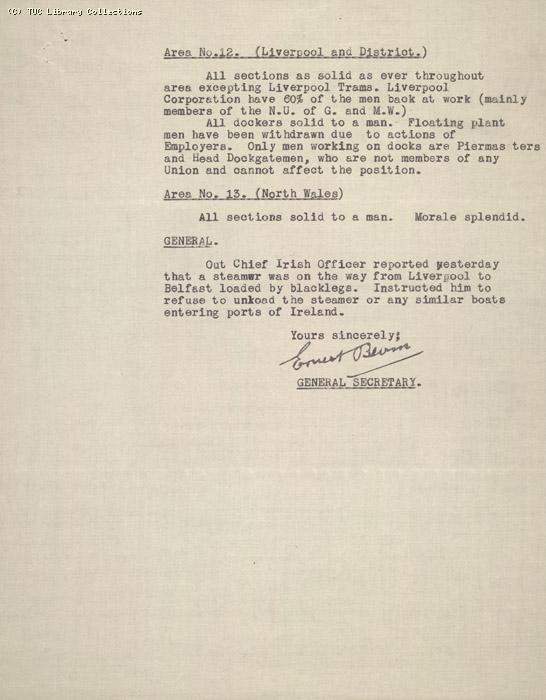 (C) TUC Library Collections
Area No.12. (Liverpool and District.)
All sections as solid as ever throughout
area excepting Liverpool Trams. Liverpool
Corporation have 60% of the men back at work (mainly
members of the N.U. of G. and M.W.)
All dockers solid to a man. Floating plant
men have been withdrawn due to actions of
Employers. Only men working on docks are Piermas ters
and Head Dockgatemen, who are not members of any
Union and cannot affect the position.
Area No. 13. (North Wales)
All sections solid to a man. Morale splendid.
GENERAL.
Out Chief Irish Officer reported yesterday
that a steamwr was on the way from Liverpool to
Belfast loaded by blacklegs. Instructed him to
refuse to unkoad the steamer or any similar boats
entering ports of Ireland.
Yours sincerely;
Ernest Bevin
GENERAL SECRETARY.